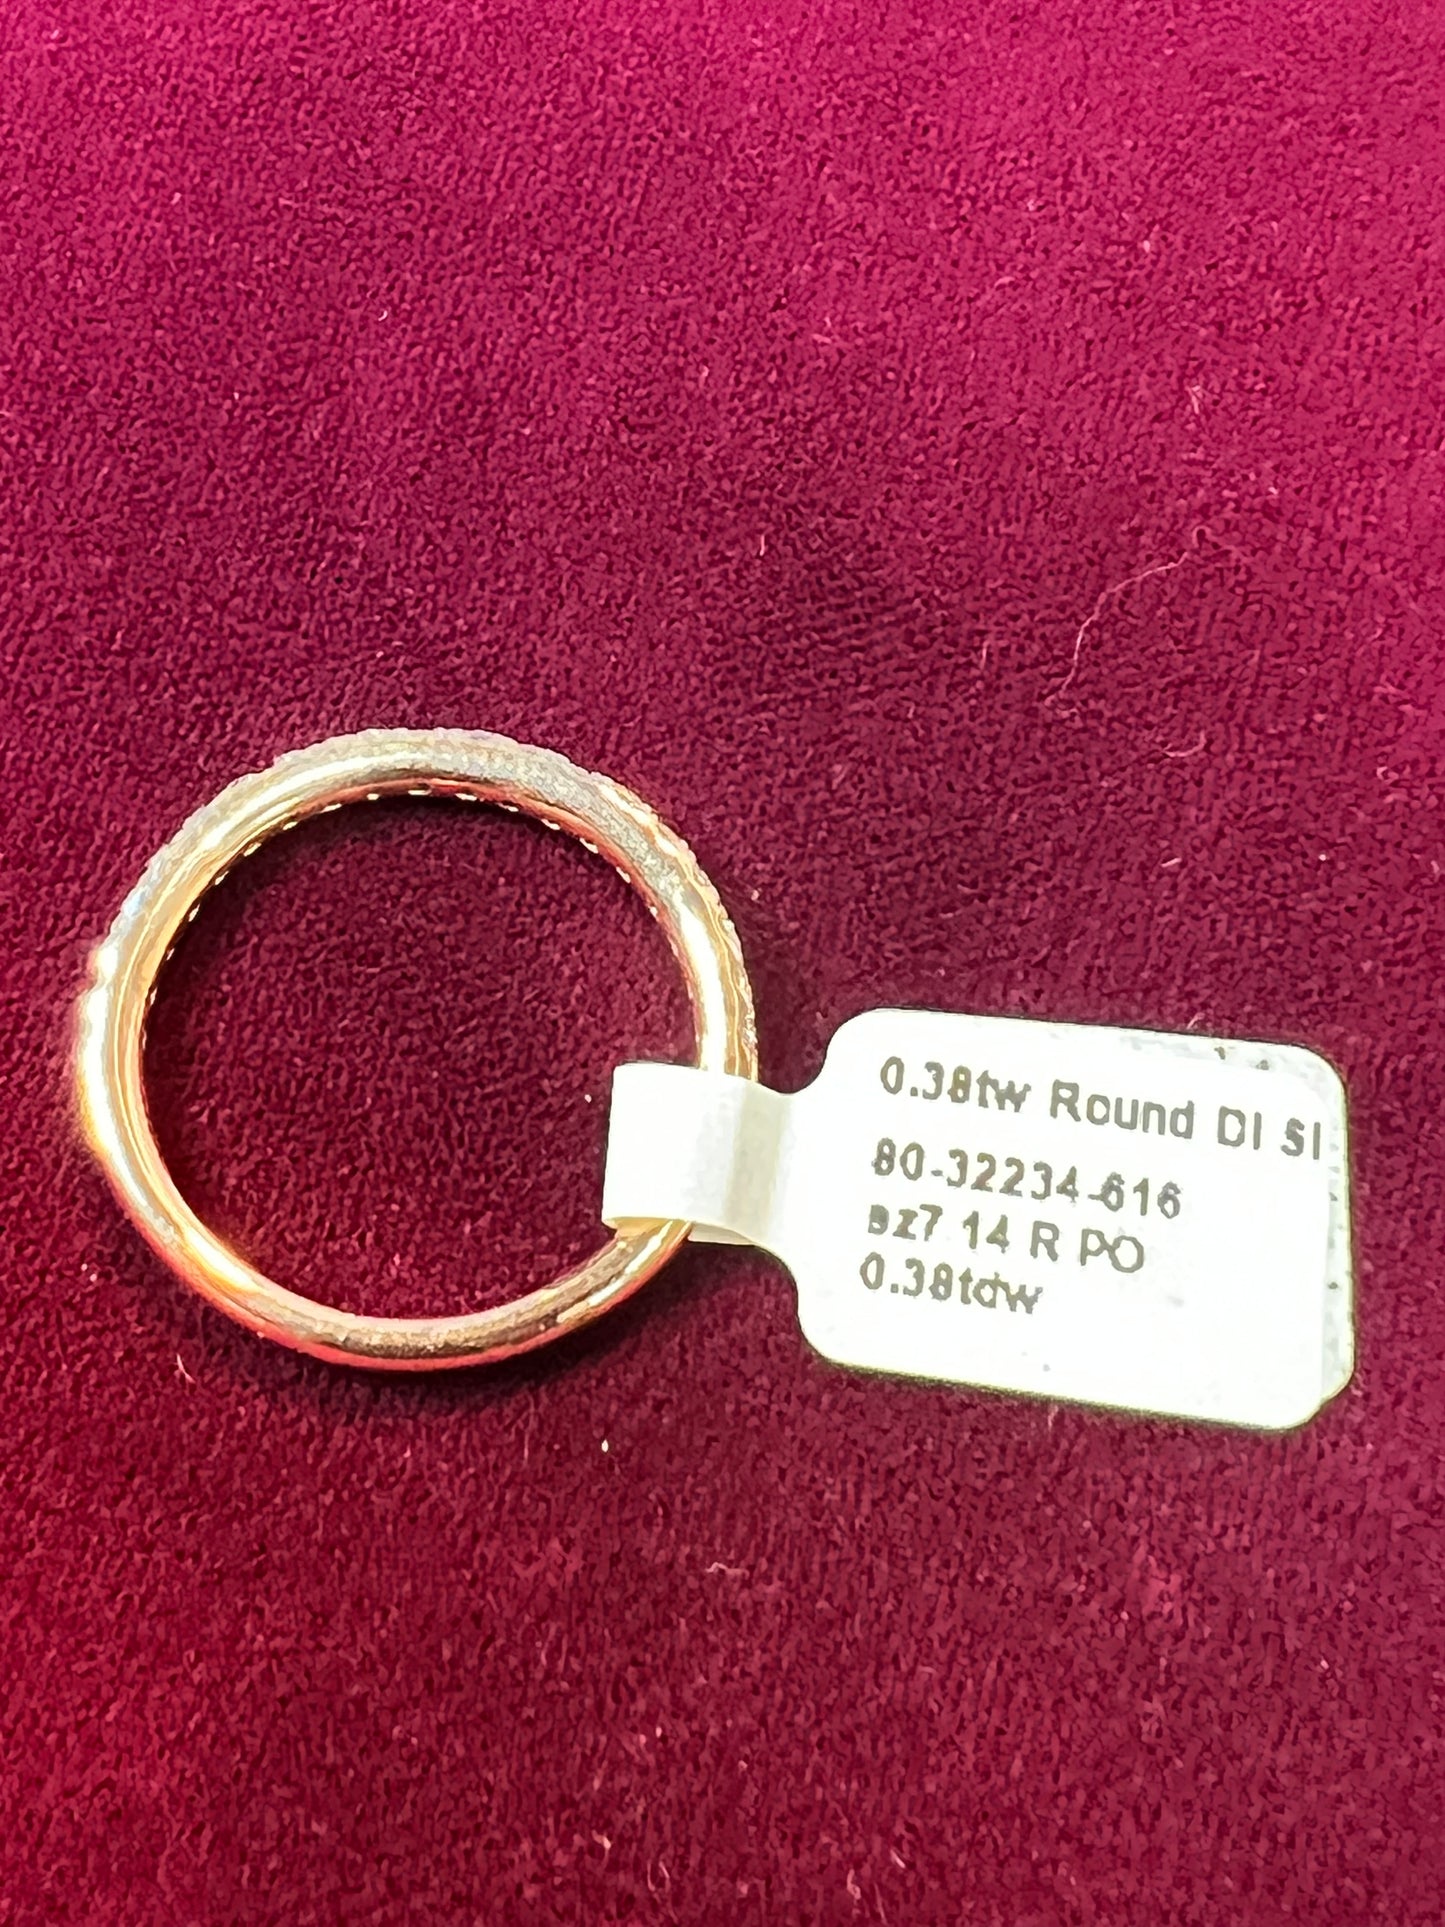 0.38tw Round DI SI
80-32234-616
sz7 14 R PO
0.38tdw